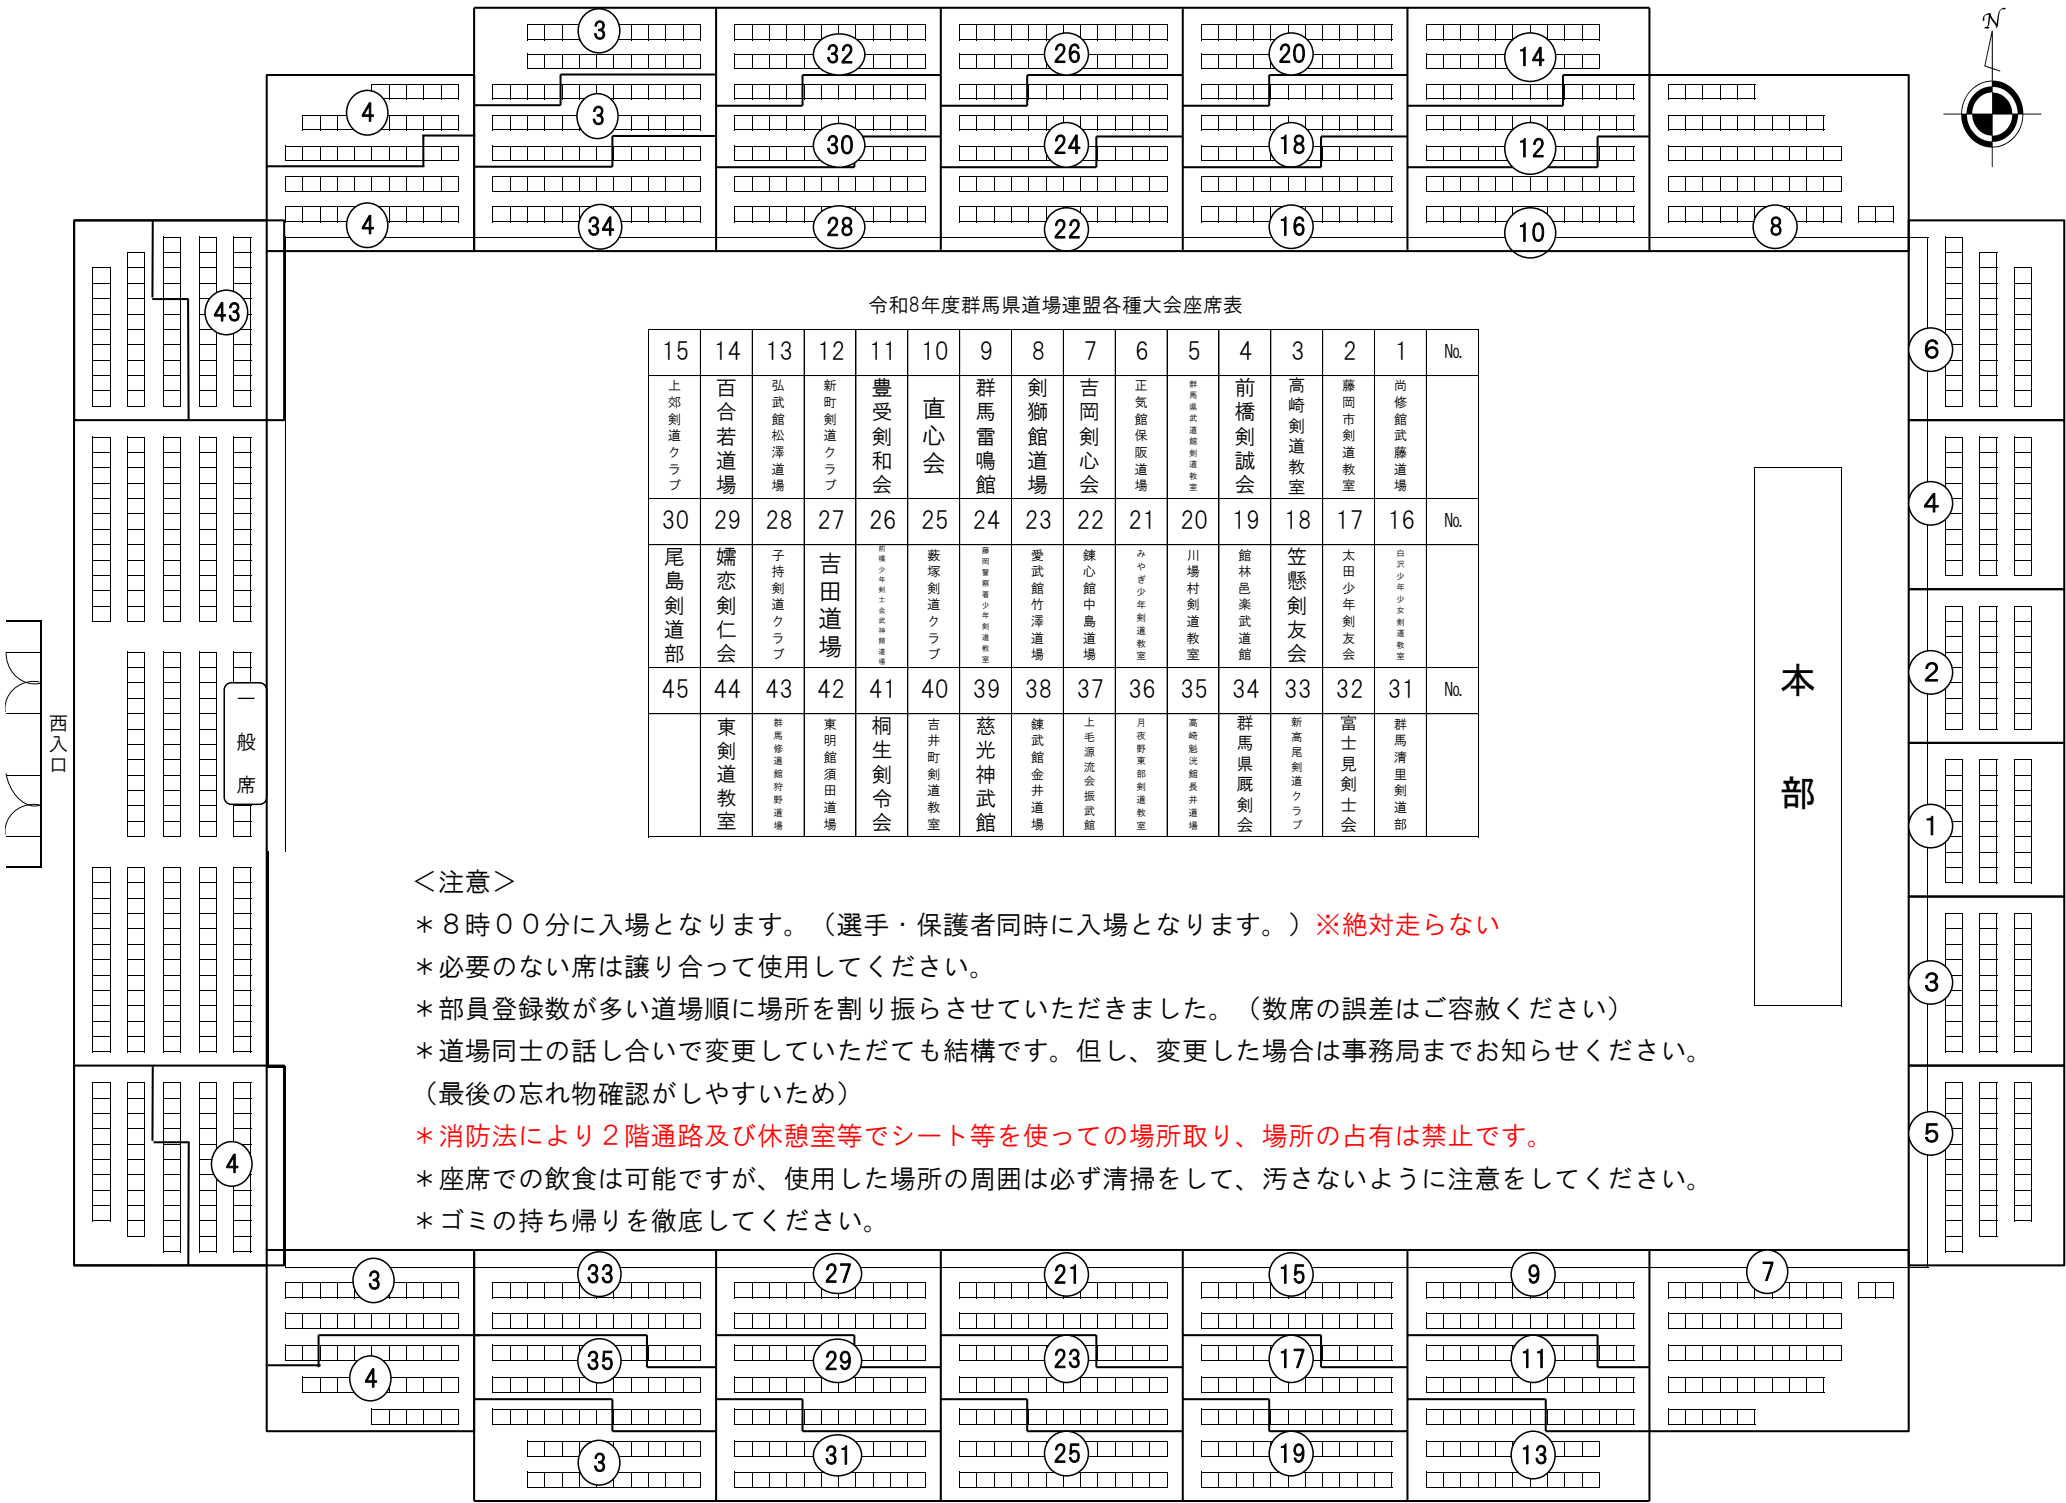 N
3
32
26
20
14
4
3
30
24
18
12
4
34
28
22
16
10
8
43
6
4
2
1
3
5
令和8年度群馬県道場連盟各種大会座席表
15 14 13 12 11 10 9 8 7 6 5 4 3 2 1 №
上郊剣道クラブ
百合若道場
弘武館松澤道場
新町剣道クラブ
豊受剣和会
直心会
群馬雷鳴館
剣獅館道場
吉岡剣心会
正気館保阪道場
群馬県武道館剣道教室
前橋剣誠会
高崎剣道教室
藤岡市剣道教室
尚修館武藤道場
30 29 28 27 26 25 24 23 22 21 20 19 18 17 16 №
尾島剣道部
嬬恋剣仁会
子持剣道クラブ
吉田道場
前橋少年剣士会武神館道場
藪塚剣道クラブ
藤岡警察署少年剣道教室
愛武館竹澤道場
錬心館中島道場
みやぎ少年剣道教室
川場村剣道教室
館林邑楽武道館
笠懸剣友会
太田少年剣友会
白沢少年少女剣道教室
45 44 43 42 41 40 39 38 37 36 35 34 33 32 31 №
東剣道教室
群馬修道館狩野道場
東明館須田道場
桐生剣令会
吉井町剣道教室
慈光神武館
錬武館金井道場
上毛源流会振武館
月夜野東部剣道教室
高崎魁洸館長井道場
群馬県厩剣会
新高尾剣道クラブ
富士見剣士会
群馬清里剣道部
本部
西入口
一般席
＜注意＞
＊８時００分に入場となります。（選手・保護者同時に入場となります。）※絶対走らない
＊必要のない席は譲り合って使用してください。
＊部員登録数が多い道場順に場所を割り振らさせていただきました。（数席の誤差はご容赦ください）
＊道場同士の話し合いで変更していただても結構です。但し、変更した場合は事務局までお知らせください。
（最後の忘れ物確認がしやすいため）
＊消防法により２階通路及び休憩室等でシート等を使っての場所取り、場所の占有は禁止です。
＊座席での飲食は可能ですが、使用した場所の周囲は必ず清掃をして、汚さないように注意をしてください。
＊ゴミの持ち帰りを徹底してください。
4
3
33
27
21
15
9
7
4
35
29
23
17
11
3
31
25
19
13